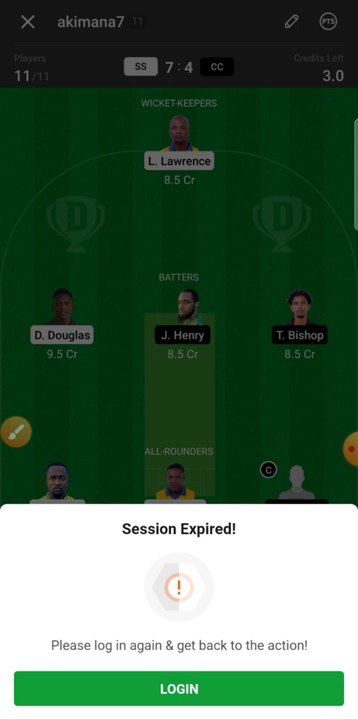 akimana7 T1
PTS
Players
11/11
SS 7 : 4 CC
Credits Left
3.0
WICKET-KEEPERS
L. Lawrence
8.5 Cr
D D
BATTERS
D. Douglas
9.5 Cr
J. Henry
8.5 Cr
T. Bishop
8.5 Cr
ALL-ROUNDERS
C
Session Expired!
Please log in again & get back to the action!
LOGIN